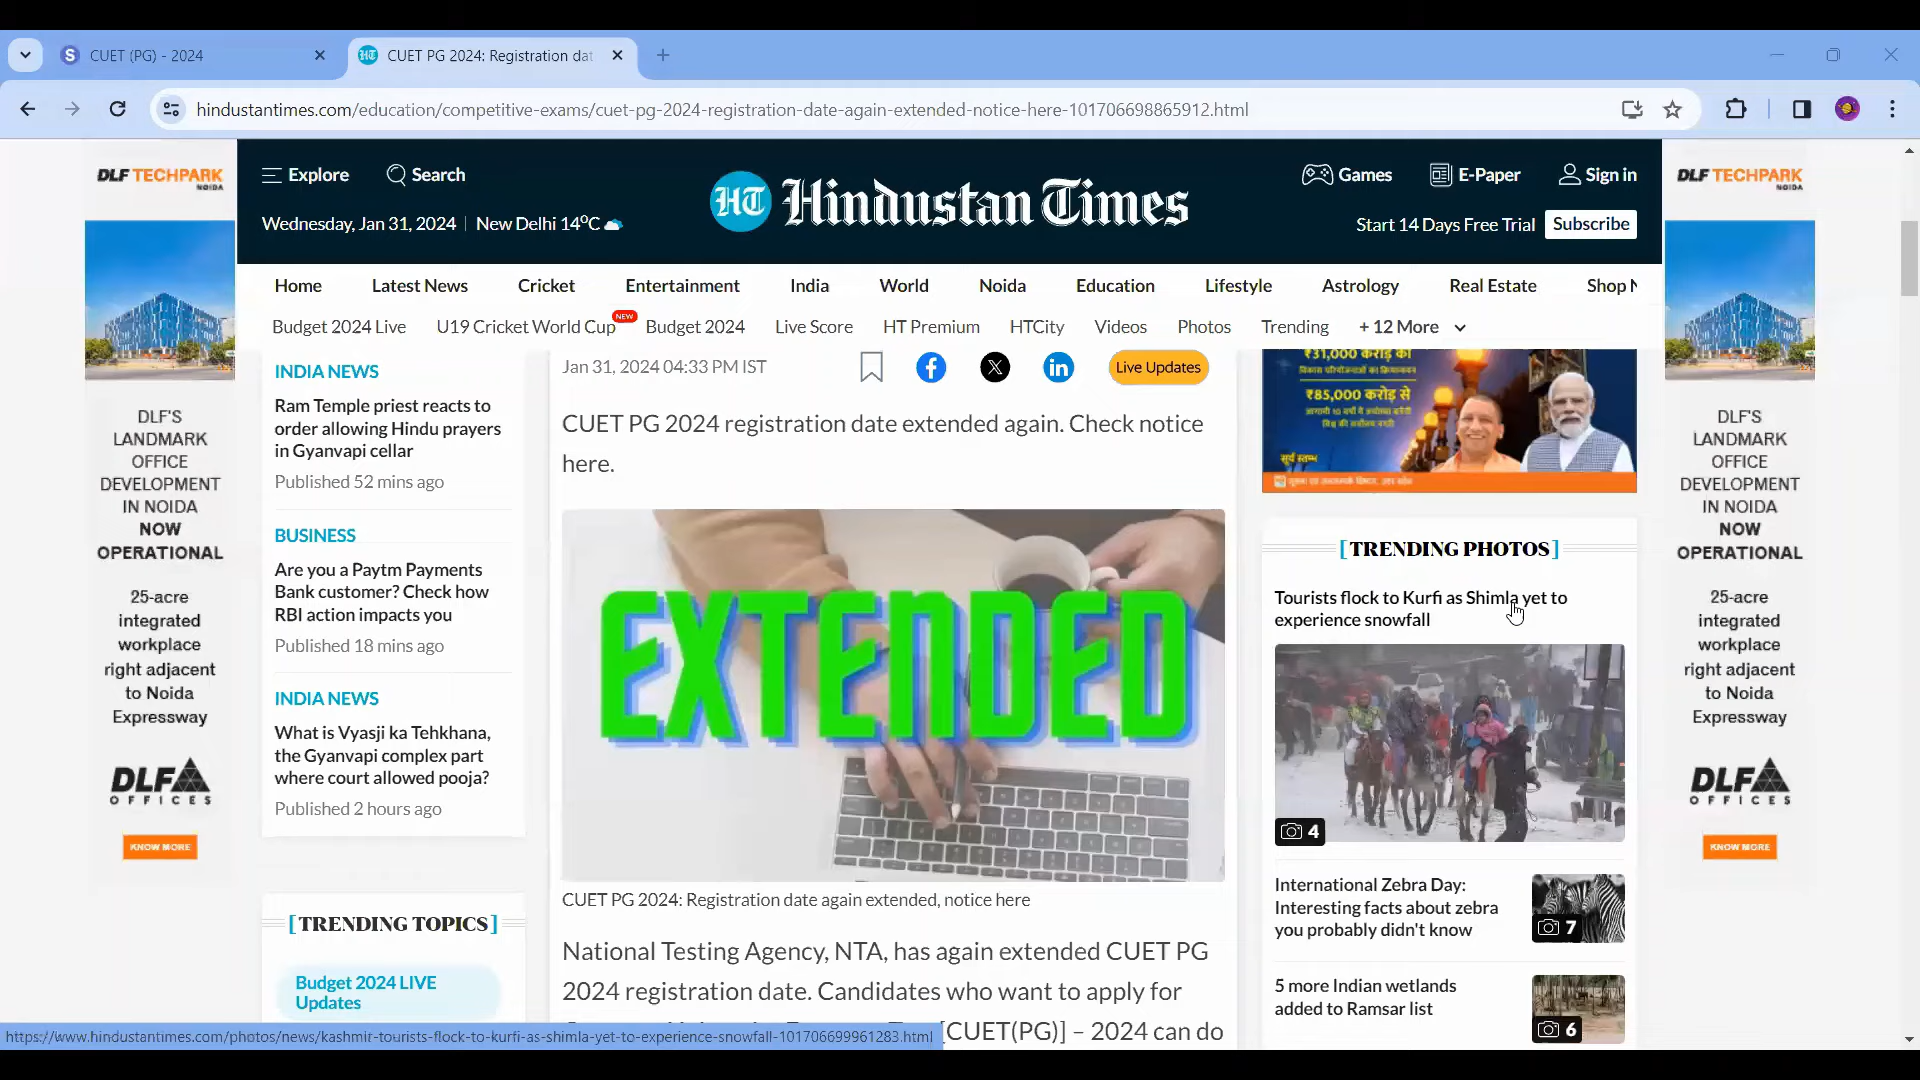 CUET (PG) - 2024
CUET PG 2024: Registration dat
hindustantimes.com/education/competitive-exams/cuet-pg-2024-registration-date-again-extended-notice-here-101706698865912.html
DLF TECHPARK
NOIDA
DLF'S
LANDMARK
OFFICE
DEVELOPMENT
IN NOIDA
NOW
OPERATIONAL
25-acre
integrated
workplace
right adjacent
to Noida
Expressway
DLF
OFFICES
KNOW MORE
Explore
Search
Wednesday, Jan 31, 2024
New Delhi 14°C
HT Hindustan Times
Games
E-Paper
Sign in
Start 14 Days Free Trial
Subscribe
Home Latest News Cricket Entertainment India World Noida Education Lifestyle Astrology Real Estate Shop N
Budget 2024 Live U19 Cricket World Cup NEW Budget 2024 Live Score HT Premium HTCity Videos Photos Trending + 12 More
INDIA NEWS
Ram Temple priest reacts to
order allowing Hindu prayers
in Gyanvapi cellar
Published 52 mins ago
BUSINESS
Are you a Paytm Payments
Bank customer? Check how
RBI action impacts you
Published 18 mins ago
INDIA NEWS
What is Vyasji ka Tehkhana,
the Gyanvapi complex part
where court allowed pooja?
Published 2 hours ago
[TRENDING TOPICS]
Budget 2024 LIVE
Updates
Jan 31, 2024 04:33 PM IST
Live Updates
CUET PG 2024 registration date extended again. Check notice
here.
EXTENDED
CUET PG 2024: Registration date again extended, notice here
National Testing Agency, NTA, has again extended CUET PG
2024 registration date. Candidates who want to apply for
[CUET(PG)] – 2024 can do
₹31,000 करोड़ की
₹85,000 करोड़ से
[TRENDING PHOTOS]
Tourists flock to Kurfi as Shimla yet to
experience snowfall
4
International Zebra Day:
Interesting facts about zebra
you probably didn't know
7
5 more Indian wetlands
added to Ramsar list
6
DLF TECHPARK
NOIDA
DLF'S
LANDMARK
OFFICE
DEVELOPMENT
IN NOIDA
NOW
OPERATIONAL
25-acre
integrated
workplace
right adjacent
to Noida
Expressway
DLF
OFFICES
KNOW MORE
https://www.hindustantimes.com/photos/news/kashmir-tourists-flock-to-kurfi-as-shimla-yet-to-experience-snowfall-101706699961283.html